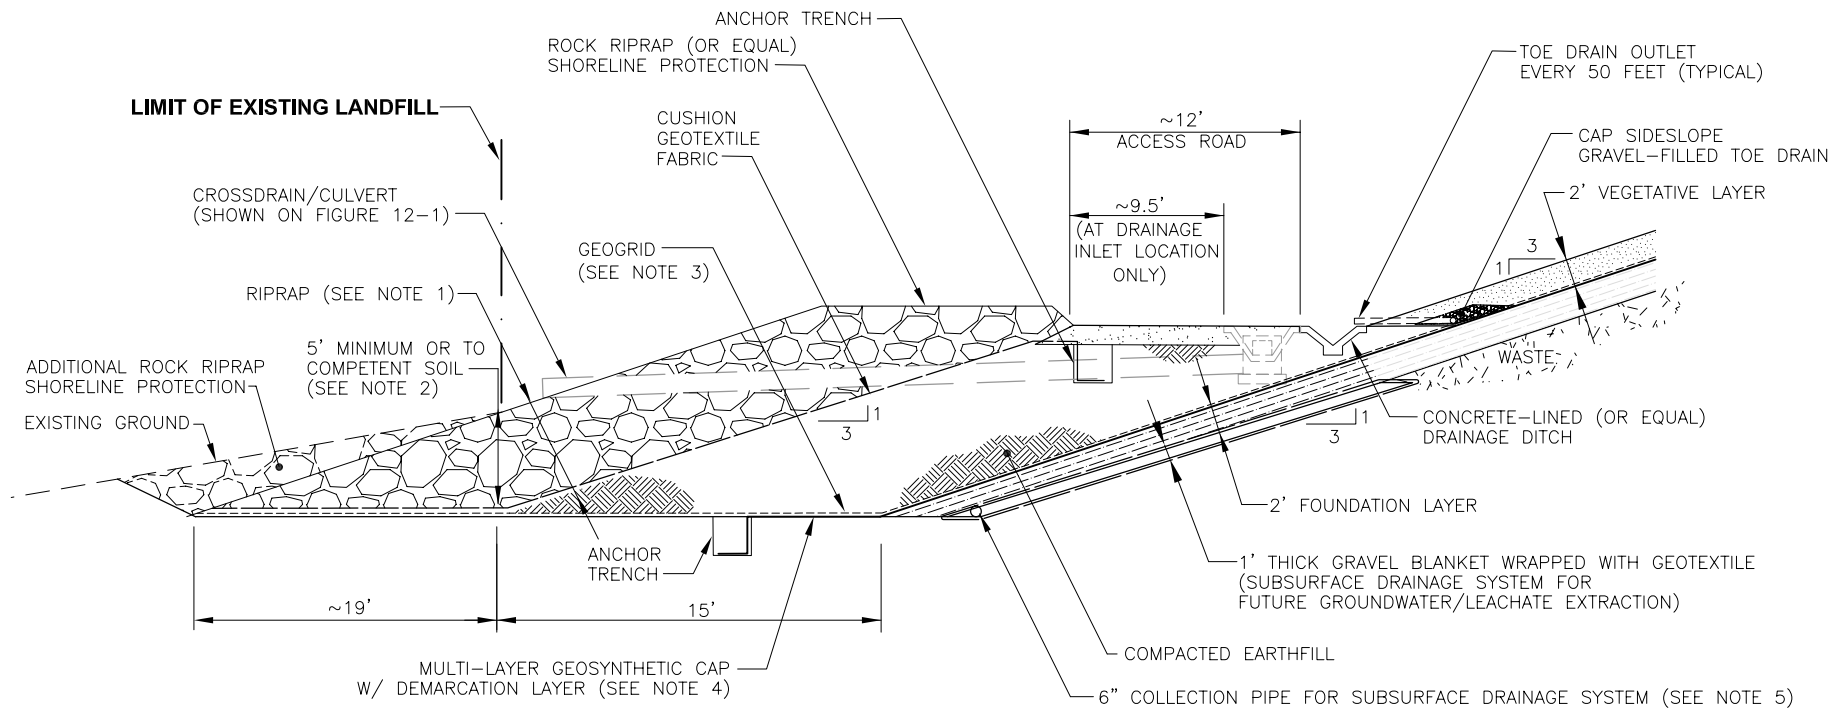 ANCHOR TRENCH
ROCK RIPRAP (OR EQUAL)
SHORELINE PROTECTION
TOE DRAIN OUTLET
EVERY 50 FEET (TYPICAL)
LIMIT OF EXISTING LANDFILL
CUSHION
GEOTEXTILE
FABRIC
~12'
ACCESS ROAD
CAP SIDESLOPE
GRAVEL-FILLED TOE DRAIN
CROSSDRAIN/CULVERT
(SHOWN ON FIGURE 12-1)
2' VEGETATIVE LAYER
~9.5'
(AT DRAINAGE
INLET LOCATION
ONLY)
GEOGRID
(SEE NOTE 3)
3
1
RIPRAP (SEE NOTE 1)
5' MINIMUM OR TO
COMPETENT SOIL
(SEE NOTE 2)
ADDITIONAL ROCK RIPRAP
SHORELINE PROTECTION
WASTE
EXISTING GROUND
1
3
1
3
CONCRETE-LINED (OR EQUAL)
DRAINAGE DITCH
2' FOUNDATION LAYER
ANCHOR
TRENCH
1' THICK GRAVEL BLANKET WRAPPED WITH GEOTEXTILE
(SUBSURFACE DRAINAGE SYSTEM FOR
FUTURE GROUNDWATER/LEACHATE EXTRACTION)
~19'
15'
COMPACTED EARTHFILL
MULTI-LAYER GEOSYNTHETIC CAP
W/ DEMARCATION LAYER (SEE NOTE 4)
6" COLLECTION PIPE FOR SUBSURFACE DRAINAGE SYSTEM (SEE NOTE 5)